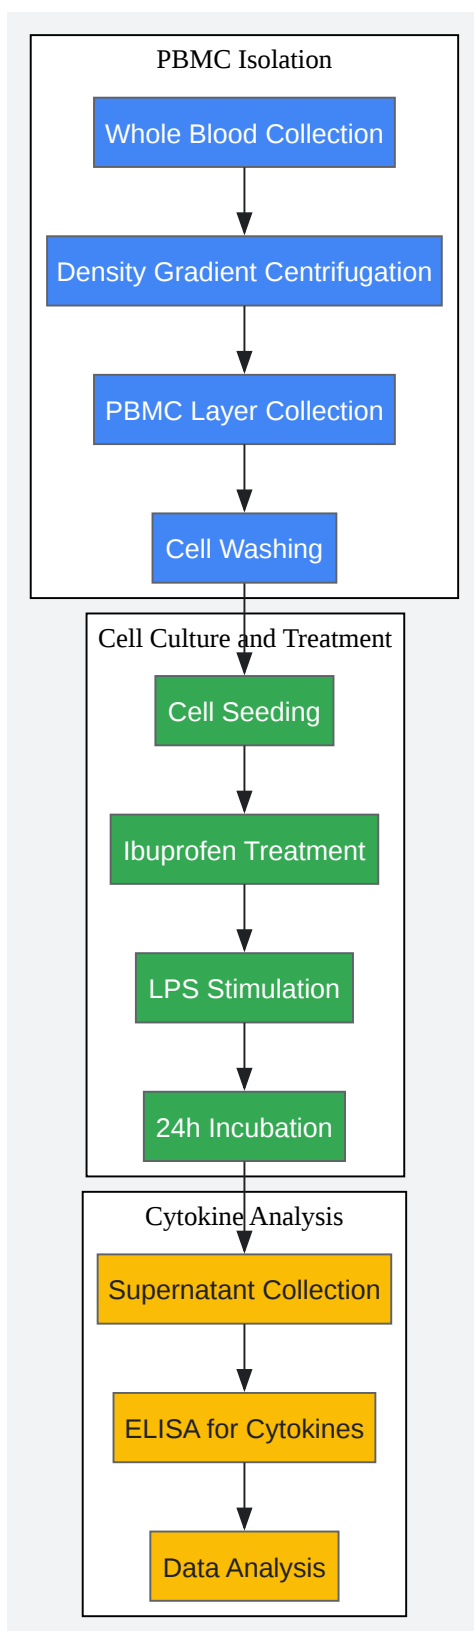 PBMC Isolation
Whole Blood Collection
Density Gradient Centrifugation
PBMC Layer Collection
Cell Washing
Cell Culture and Treatment
Cell Seeding
Ibuprofen Treatment
LPS Stimulation
24h Incubation
Cytokine Analysis
Supernatant Collection
ELISA for Cytokines
Data Analysis